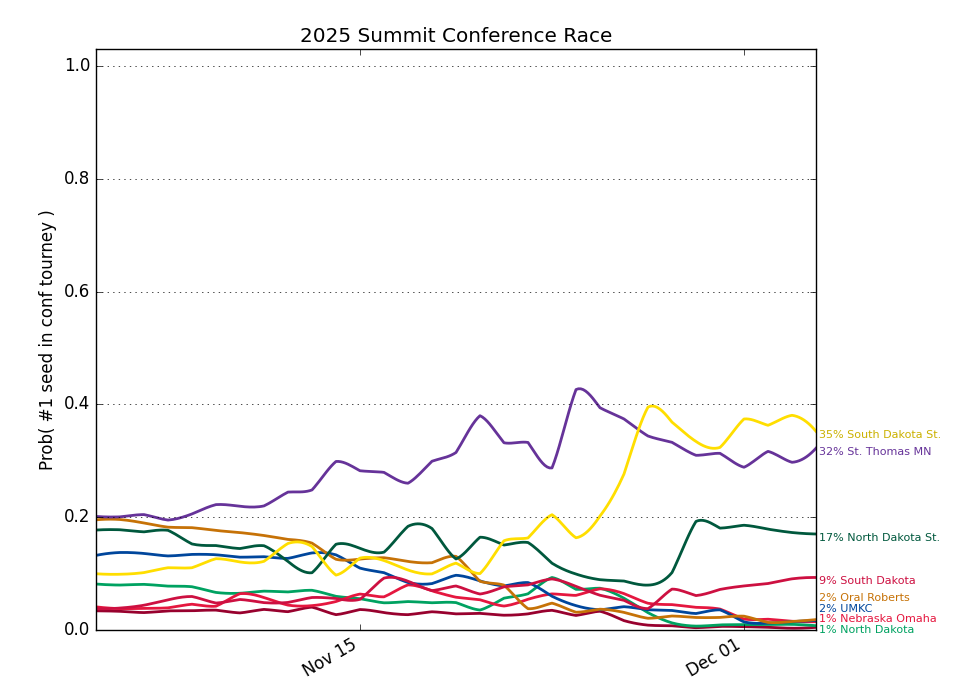 2025 Summit Conference Race
Prob( #1 seed in conf tourney )
1.0
0.8
0.6
0.4
0.2
0.0
Nov 15
Dec 01
35% South Dakota St.
32% St. Thomas MN
17% North Dakota St.
9% South Dakota
2% Oral Roberts
2% UMKC
1% Nebraska Omaha
1% North Dakota